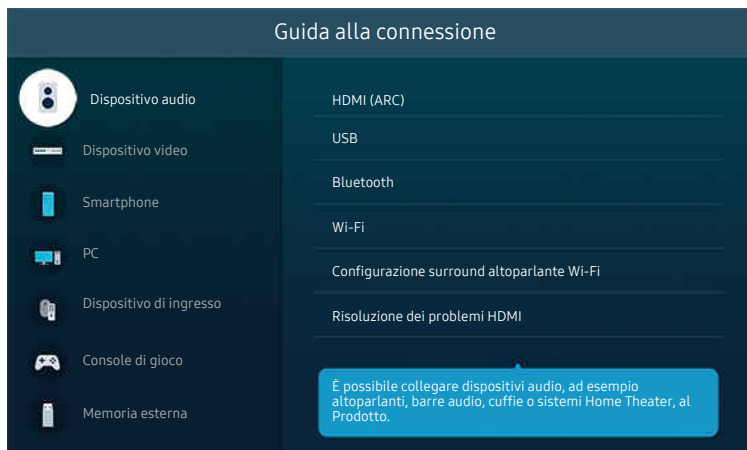 Guida alla connessione
Dispositivo audio
Dispositivo video
Smartphone
PC
Dispositivo di ingresso
Console di gioco
Memoria esterna
HDMI (ARC)
USB
Bluetooth
Wi-Fi
Configurazione surround altoparlante Wi-Fi
Risoluzione dei problemi HDMI
È possibile collegare dispositivi audio, ad esempio
altoparlanti, barre audio, cuffie o sistemi Home Theater, al
Prodotto.